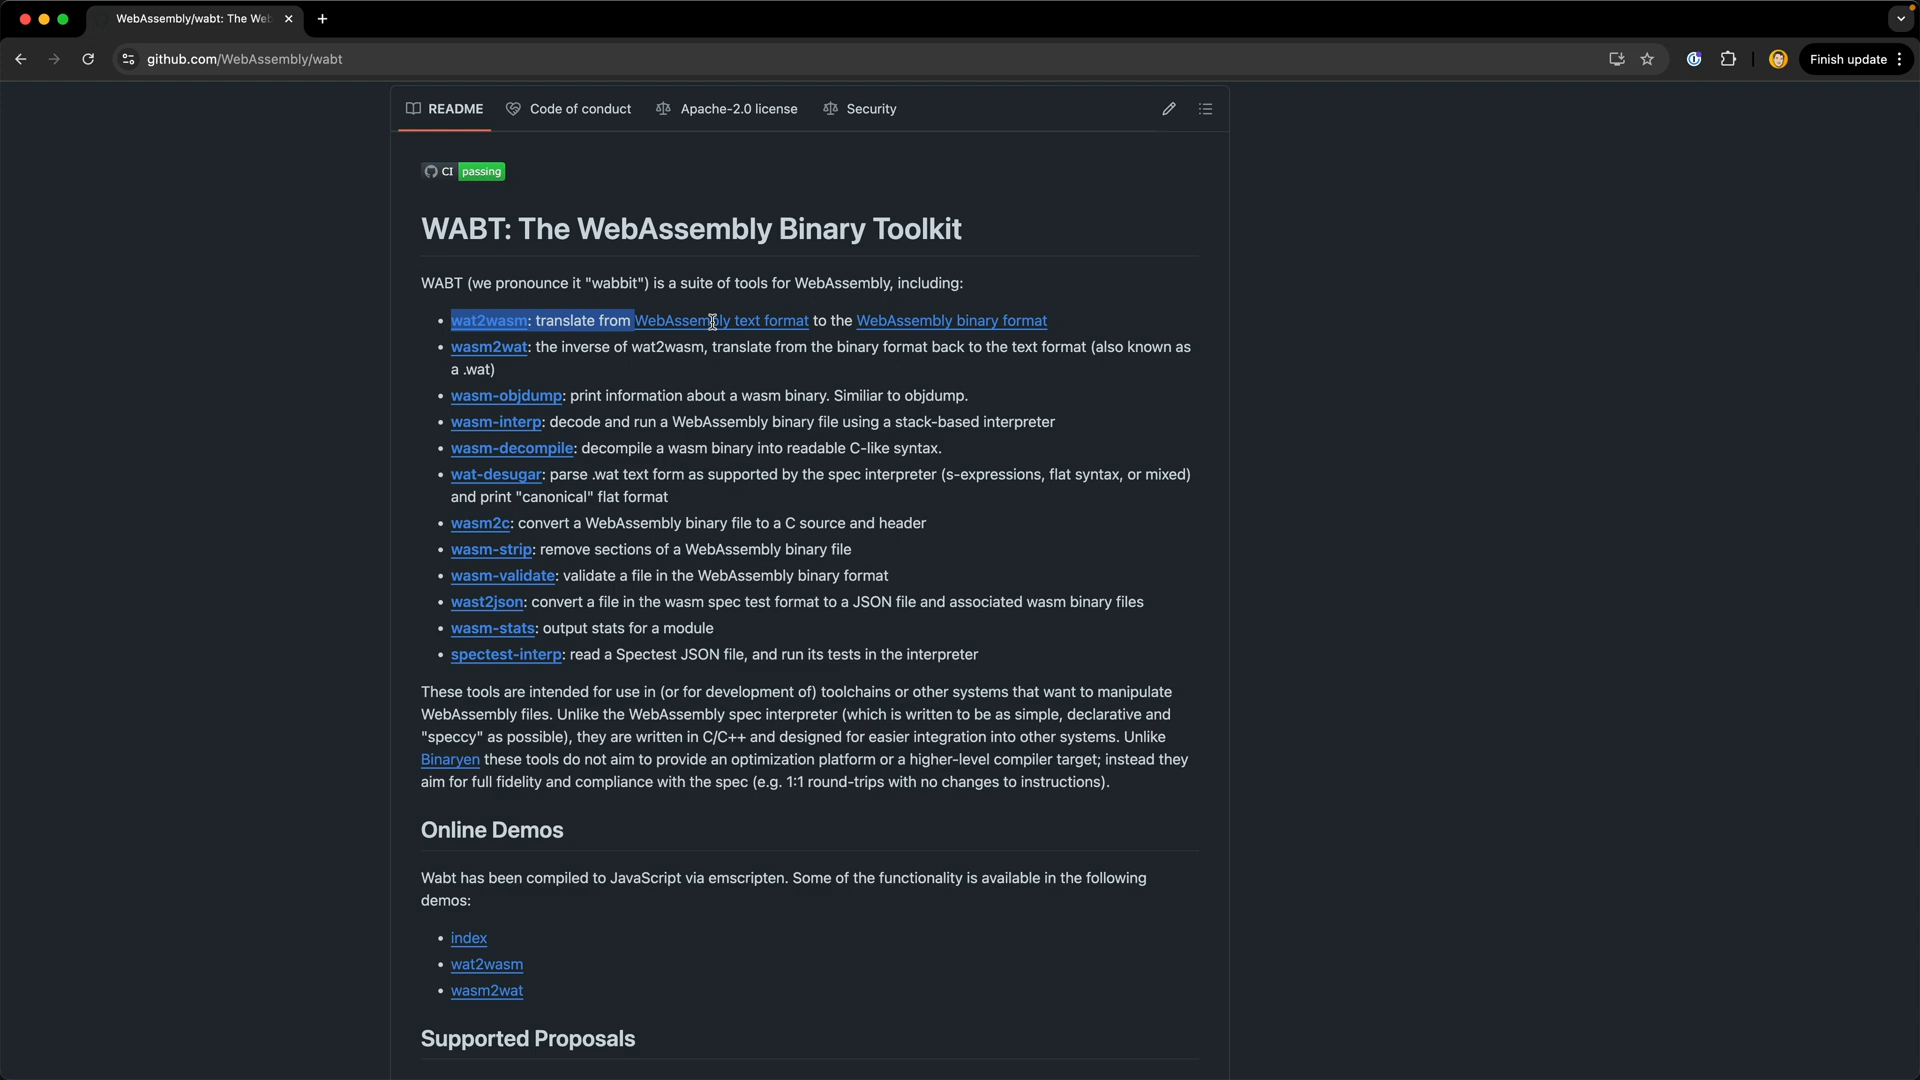 WebAssembly/wabt: The Web
github.com/WebAssembly/wabt
Finish update
README Code of conduct Apache-2.0 license Security
CI passing
WABT: The WebAssembly Binary Toolkit
WABT (we pronounce it "wabbit") is a suite of tools for WebAssembly, including:
• wat2wasm: translate from WebAssembly text format to the WebAssembly binary format
• wasm2wat: the inverse of wat2wasm, translate from the binary format back to the text format (also known as
a .wat)
• wasm-objdump: print information about a wasm binary. Similiar to objdump.
• wasm-interp: decode and run a WebAssembly binary file using a stack-based interpreter
• wasm-decompile: decompile a wasm binary into readable C-like syntax.
• wat-desugar: parse .wat text form as supported by the spec interpreter (s-expressions, flat syntax, or mixed)
and print "canonical" flat format
• wasm2c: convert a WebAssembly binary file to a C source and header
• wasm-strip: remove sections of a WebAssembly binary file
• wasm-validate: validate a file in the WebAssembly binary format
• wast2json: convert a file in the wasm spec test format to a JSON file and associated wasm binary files
• wasm-stats: output stats for a module
• spectest-interp: read a Spectest JSON file, and run its tests in the interpreter
These tools are intended for use in (or for development of) toolchains or other systems that want to manipulate
WebAssembly files. Unlike the WebAssembly spec interpreter (which is written to be as simple, declarative and
"speccy" as possible), they are written in C/C++ and designed for easier integration into other systems. Unlike
Binaryen these tools do not aim to provide an optimization platform or a higher-level compiler target; instead they
aim for full fidelity and compliance with the spec (e.g. 1:1 round-trips with no changes to instructions).
Online Demos
Wabt has been compiled to JavaScript via emscripten. Some of the functionality is available in the following
demos:
• index
• wat2wasm
• wasm2wat
Supported Proposals